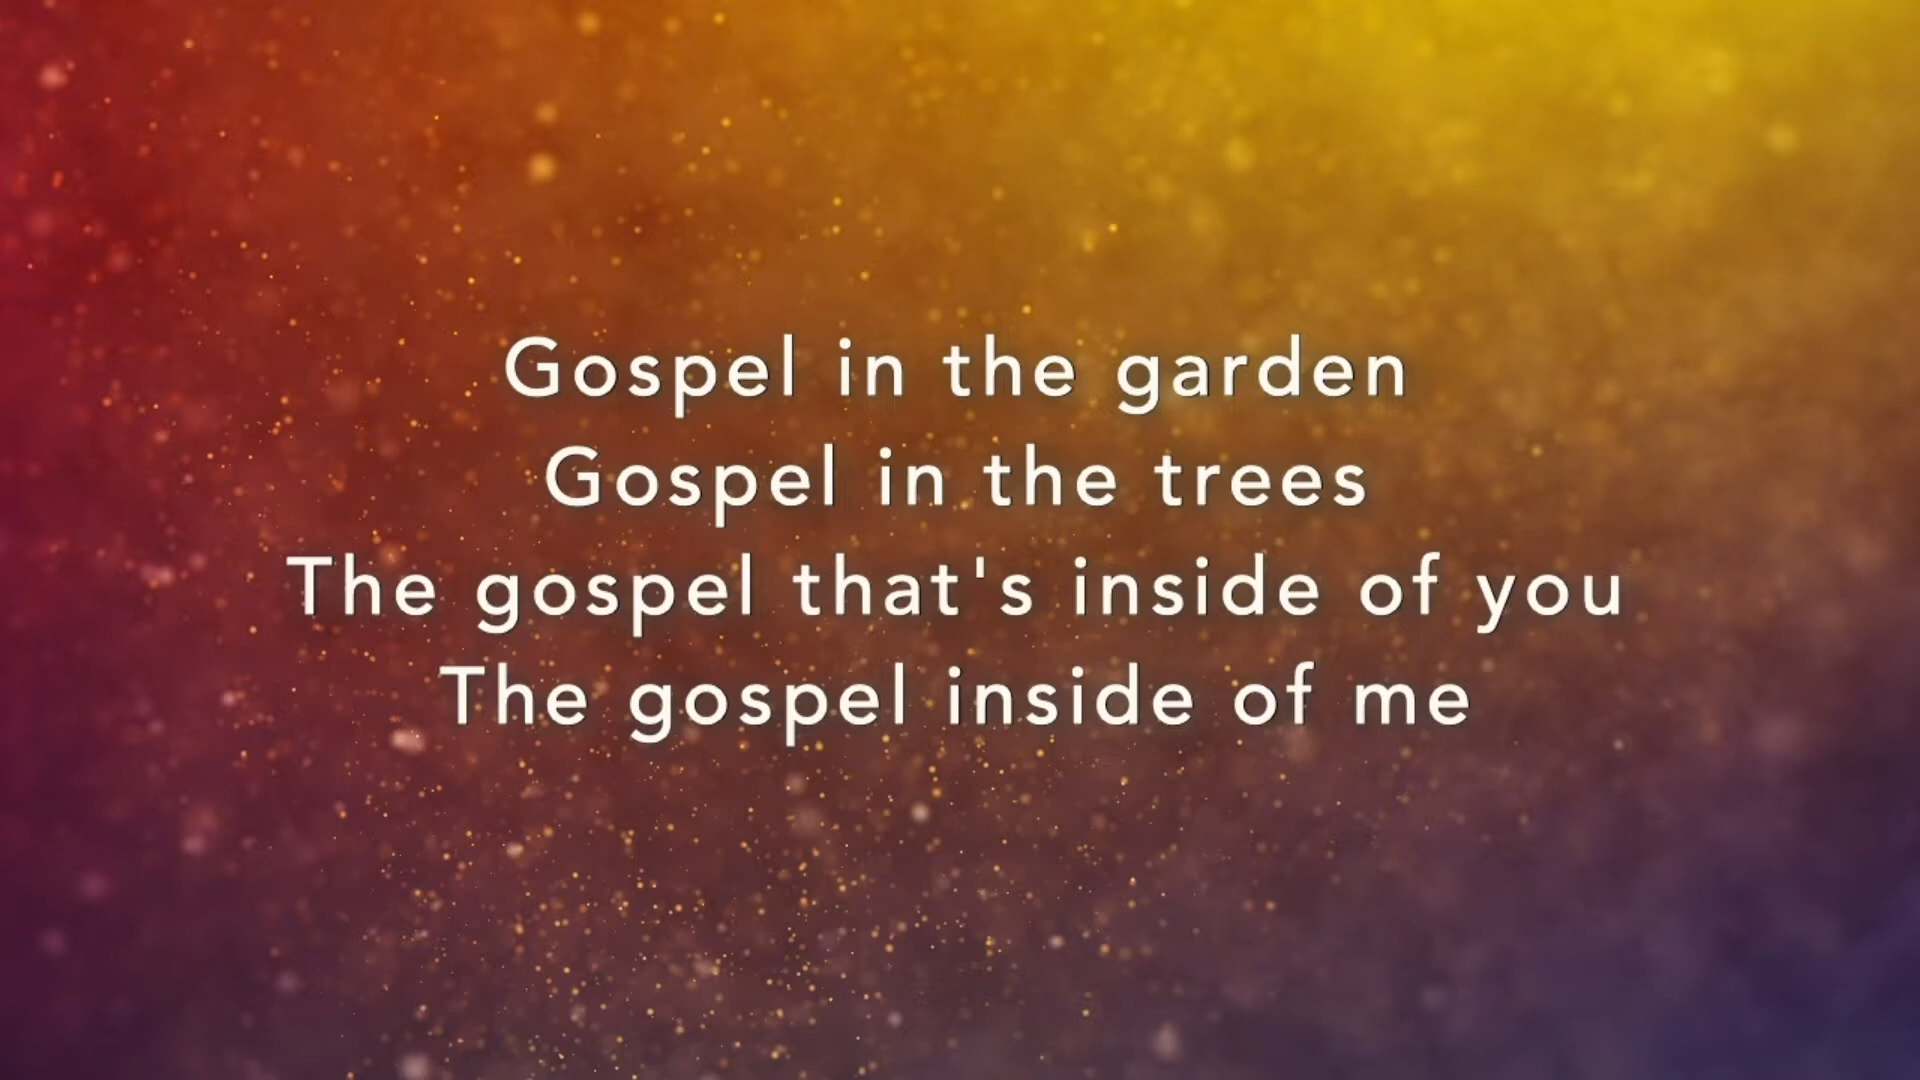 Gospel in the garden
Gospel in the trees
The gospel that's inside of you
The gospel inside of me